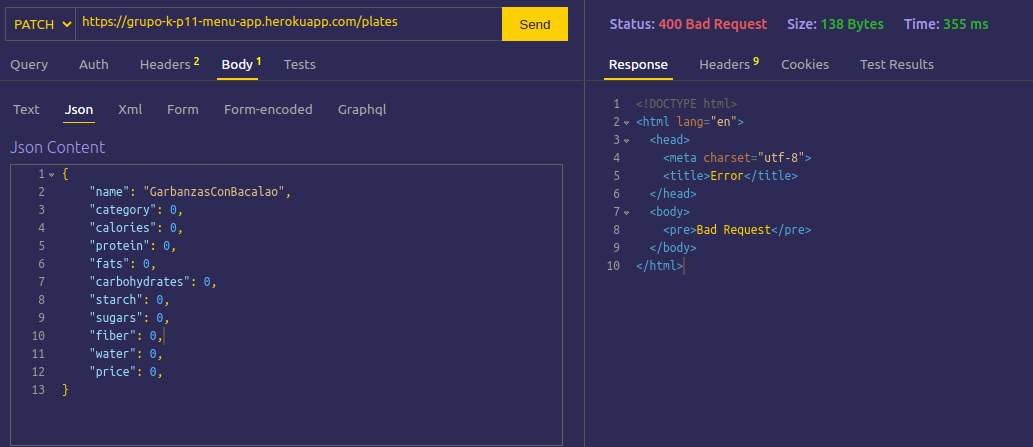 PATCH https://grupo-k-p11-menu-app.herokuapp.com/plates Send
Query Auth Headers 2 Body 1 Tests
Text Json Xml Form Form-encoded Graphql
Json Content
1 {
2 "name": "GarbanzasConBacalao",
3 "category": 0,
4 "calories": 0,
5 "protein": 0,
6 "fats": 0,
7 "carbohydrates": 0,
8 "starch": 0,
9 "sugars": 0,
10 "fiber": 0,
11 "water": 0,
12 "price": 0,
13 }
Status: 400 Bad Request Size: 138 Bytes Time: 355 ms
Response Headers 9 Cookies Test Results
1 <!DOCTYPE html>
2 <html lang="en">
3 <head>
4 <meta charset="utf-8">
5 <title>Error</title>
6 </head>
7 <body>
8 <pre>Bad Request</pre>
9 </body>
10 </html>